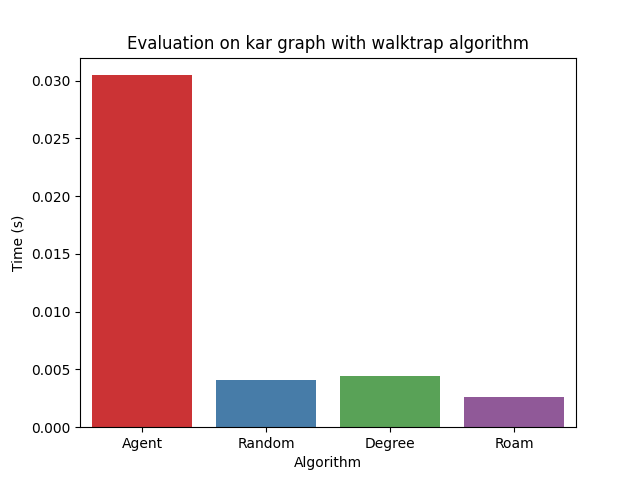 Evaluation on kar graph with walktrap algorithm
0.030
0.025
0.020
0.015
0.010
0.005
0.000
Time (s)
Agent Random Degree Roam
Algorithm